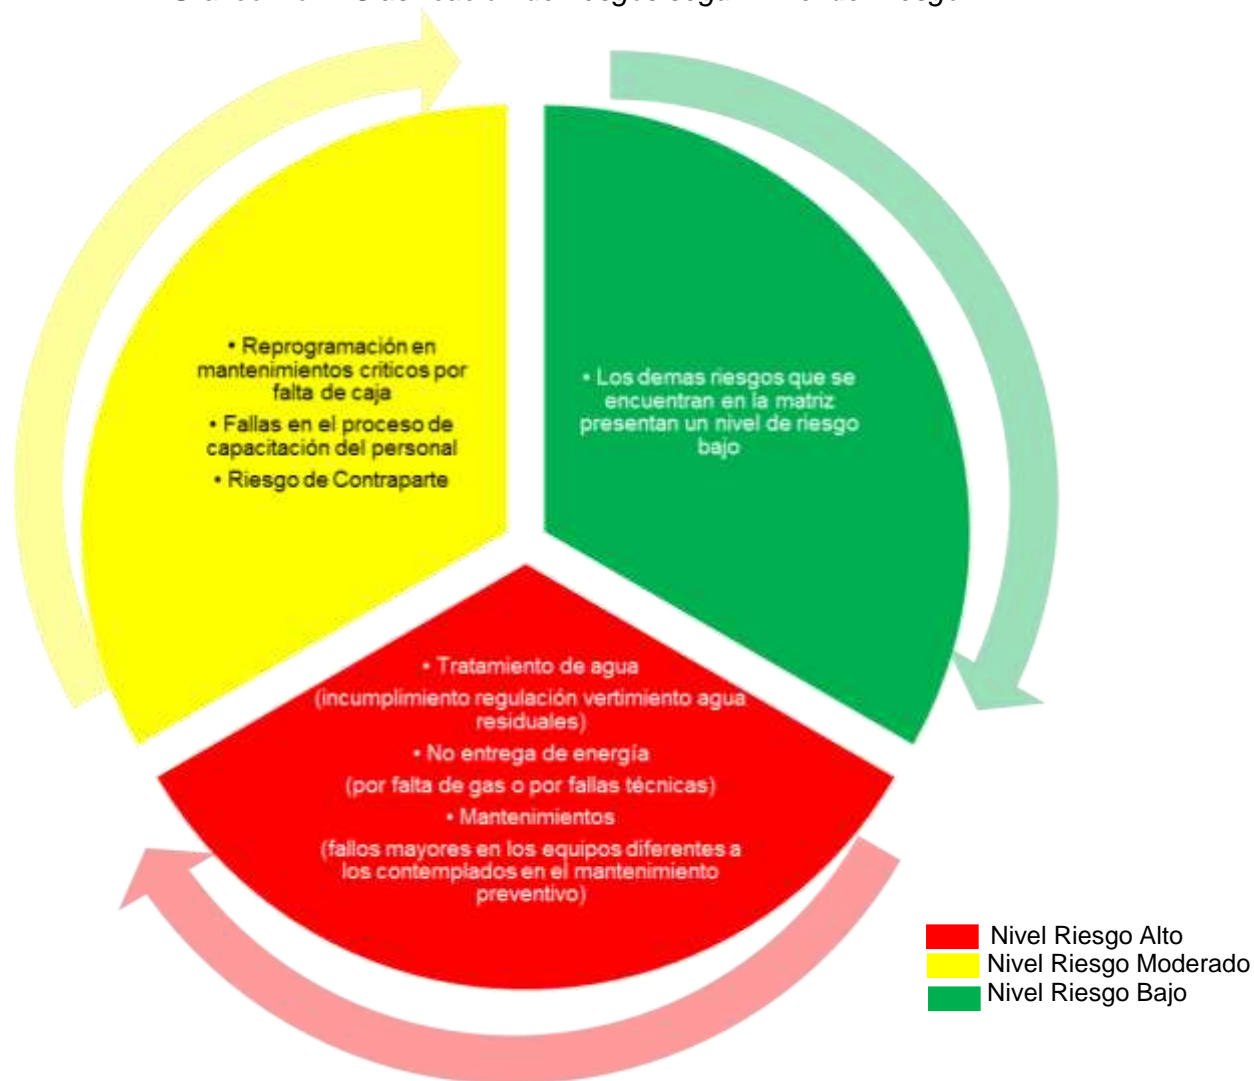 • Reprogramación en
mantenimientos criticos por
falta de caja
• Fallas en el proceso de
capacitación del personal
• Riesgo de Contraparte
• Los demas riesgos que se
encuentran en la matriz
presentan un nivel de riesgo
bajo
• Tratamiento de agua
(incumplimiento regulación vertimiento agua
residuales)
• No entrega de energía
(por falta de gas o por fallas técnicas)
• Mantenimientos
(fallos mayores en los equipos diferentes a
los contemplados en el mantenimiento
preventivo)
Nivel Riesgo Alto
Nivel Riesgo Moderado
Nivel Riesgo Bajo